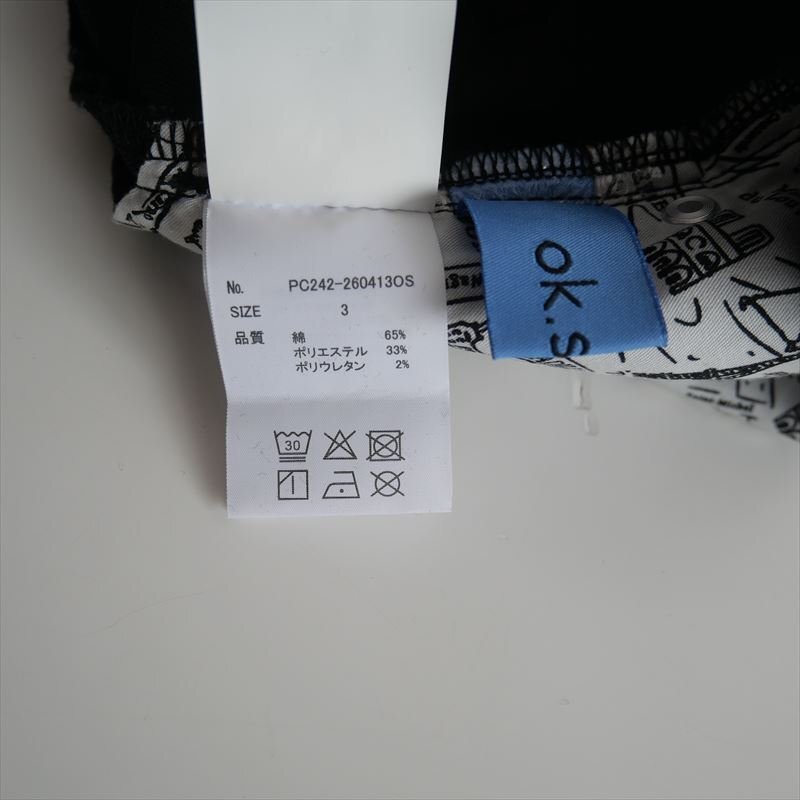 No. PC242-260413OS
SIZE 3
品質 綿 65%
ポリエステル 33%
ポリウレタン 2%
30
ok.s